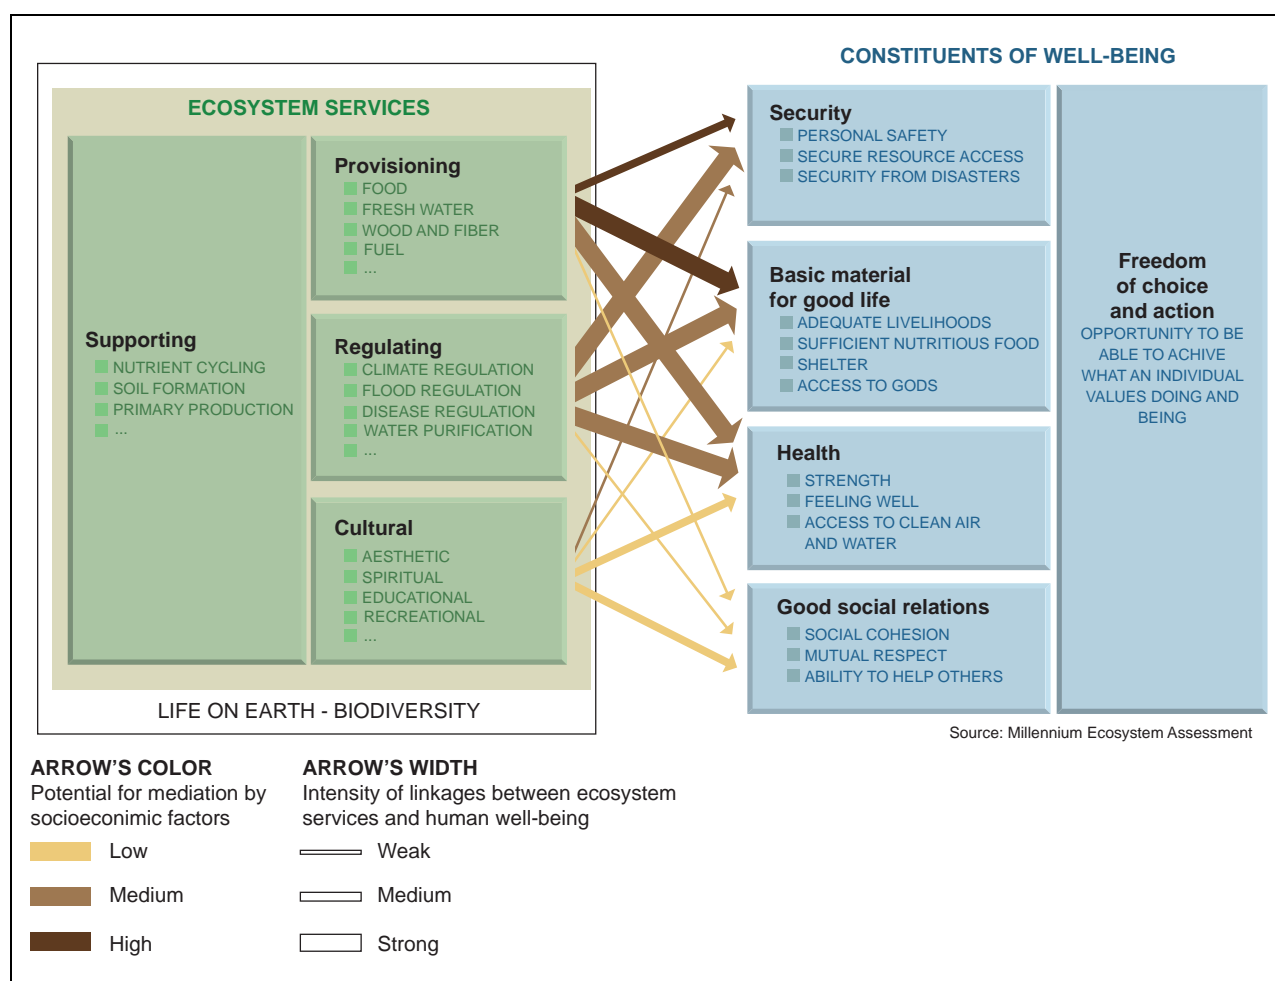 ECOSYSTEM SERVICES
Supporting
NUTRIENT CYCLING
SOIL FORMATION
PRIMARY PRODUCTION
...
Provisioning
FOOD
FRESH WATER
WOOD AND FIBER
FUEL
...
Regulating
CLIMATE REGULATION
FLOOD REGULATION
DISEASE REGULATION
WATER PURIFICATION
...
Cultural
AESTHETIC
SPIRITUAL
EDUCATIONAL
RECREATIONAL
...
LIFE ON EARTH - BIODIVERSITY
CONSTITUENTS OF WELL-BEING
Security
PERSONAL SAFETY
SECURE RESOURCE ACCESS
SECURITY FROM DISASTERS
Basic material
for good life
ADEQUATE LIVELIHOODS
SUFFICIENT NUTRITIOUS FOOD
SHELTER
ACCESS TO GODS
Health
STRENGTH
FEELING WELL
ACCESS TO CLEAN AIR
AND WATER
Good social relations
SOCIAL COHESION
MUTUAL RESPECT
ABILITY TO HELP OTHERS
Freedom
of choice
and action
OPPORTUNITY TO BE
ABLE TO ACHIVE
WHAT AN INDIVIDUAL
VALUES DOING AND
BEING
Source: Millennium Ecosystem Assessment
ARROW'S COLOR
Potential for mediation by
socioeconimic factors
Low
Medium
High
ARROW'S WIDTH
Intensity of linkages between ecosystem
services and human well-being
Weak
Medium
Strong